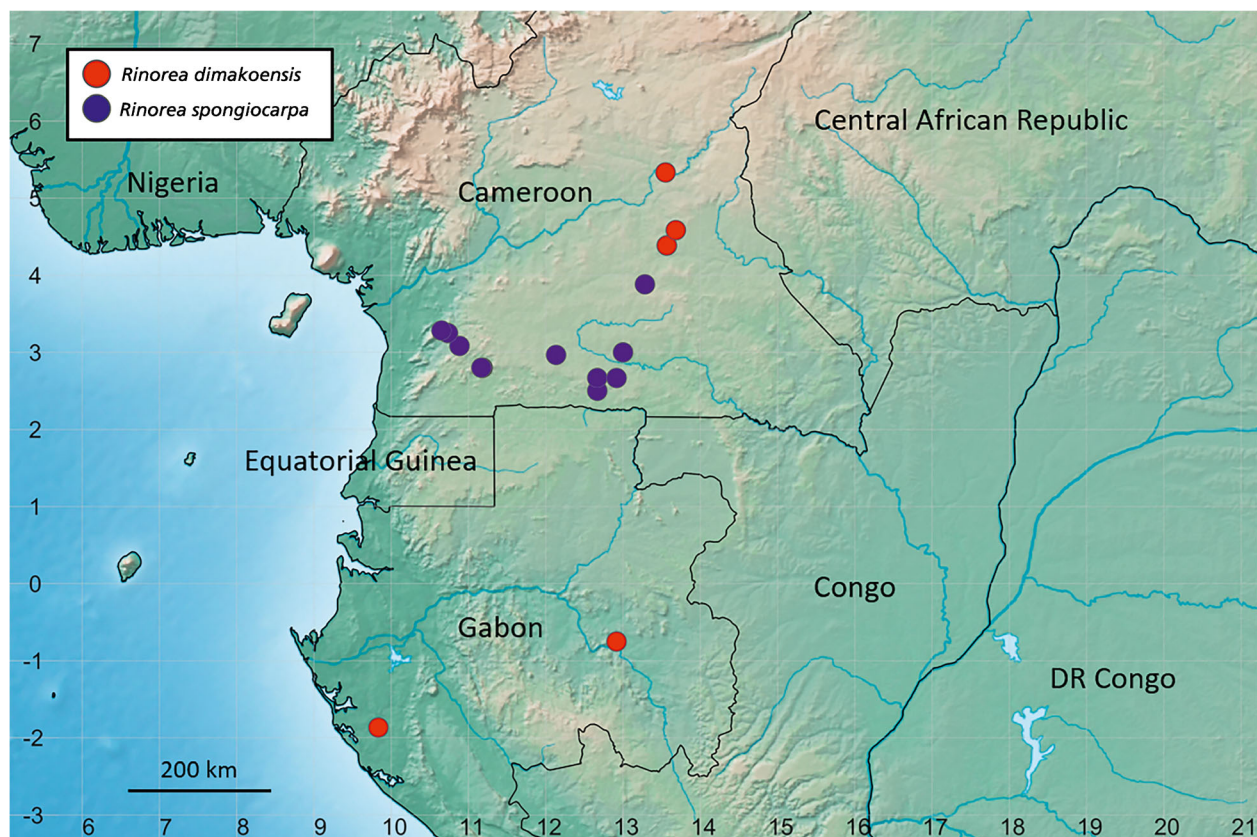 7
Rinorea dimakoensis
Rinorea spongiocarpa
6
Central African Republic
Nigeria
Cameroon
5
4
3
2
Equatorial Guinea
1
0
Congo
Gabon
-1
DR Congo
-2
200 km
-3
6 7 8 9 10 11 12 13 14 15 16 17 18 19 20 21